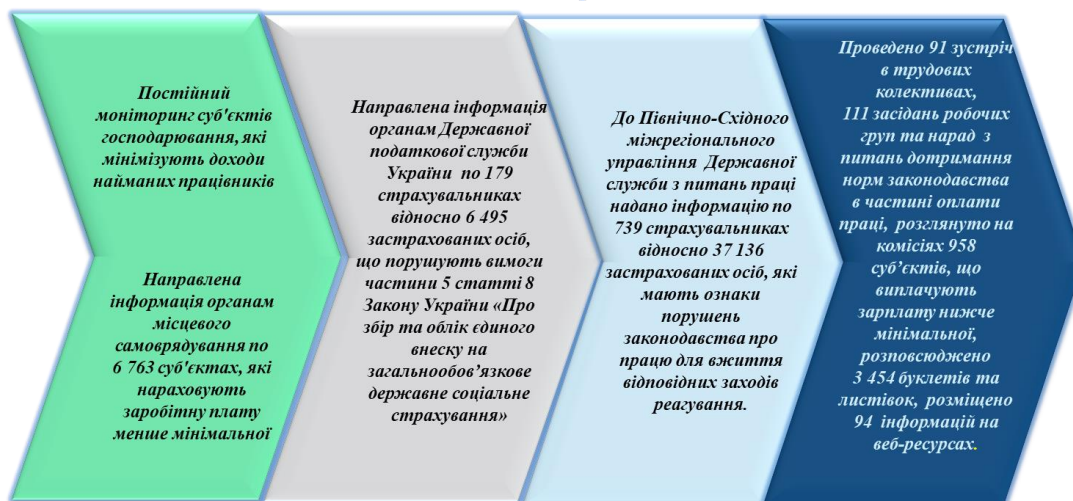 Постійний
моніторинг суб'єктів
господарювання, які
мінімізують доходи
найманих працівників
Направлена
інформація органам
місцевого
самоврядування по
6 763 суб'єктах, які
нараховують
заробітну плату
менше мінімальної
Направлена інформація
органам Державної
податкової служби
України по 179
страхувальниках
відносно 6 495
застрахованих осіб,
що порушують вимоги
частини 5 статті 8
Закону України «Про
збір та облік єдиного
внеску на
загальнообов’язкове
державне соціальне
страхування»
До Північно-Східного
міжрегіонального
управління Державної
служби з питань праці
надано інформацію по
739 страхувальниках
відносно 37 136
застрахованих осіб, які
мають ознаки
порушень
законодавства про
працю для вжиття
відповідних заходів
реагування.
Проведено 91 зустріч
в трудових
колективах,
111 засідань робочих
груп та нарад з
питань дотримання
норм законодавства
в частині оплати
праці, розглянуто на
комісіях 958
суб’єктів, що
виплачують
зарплату нижче
мінімальної,
розповсюджено
3 454 буклетів та
листівок, розміщено
94 інформацій на
веб-ресурсах.